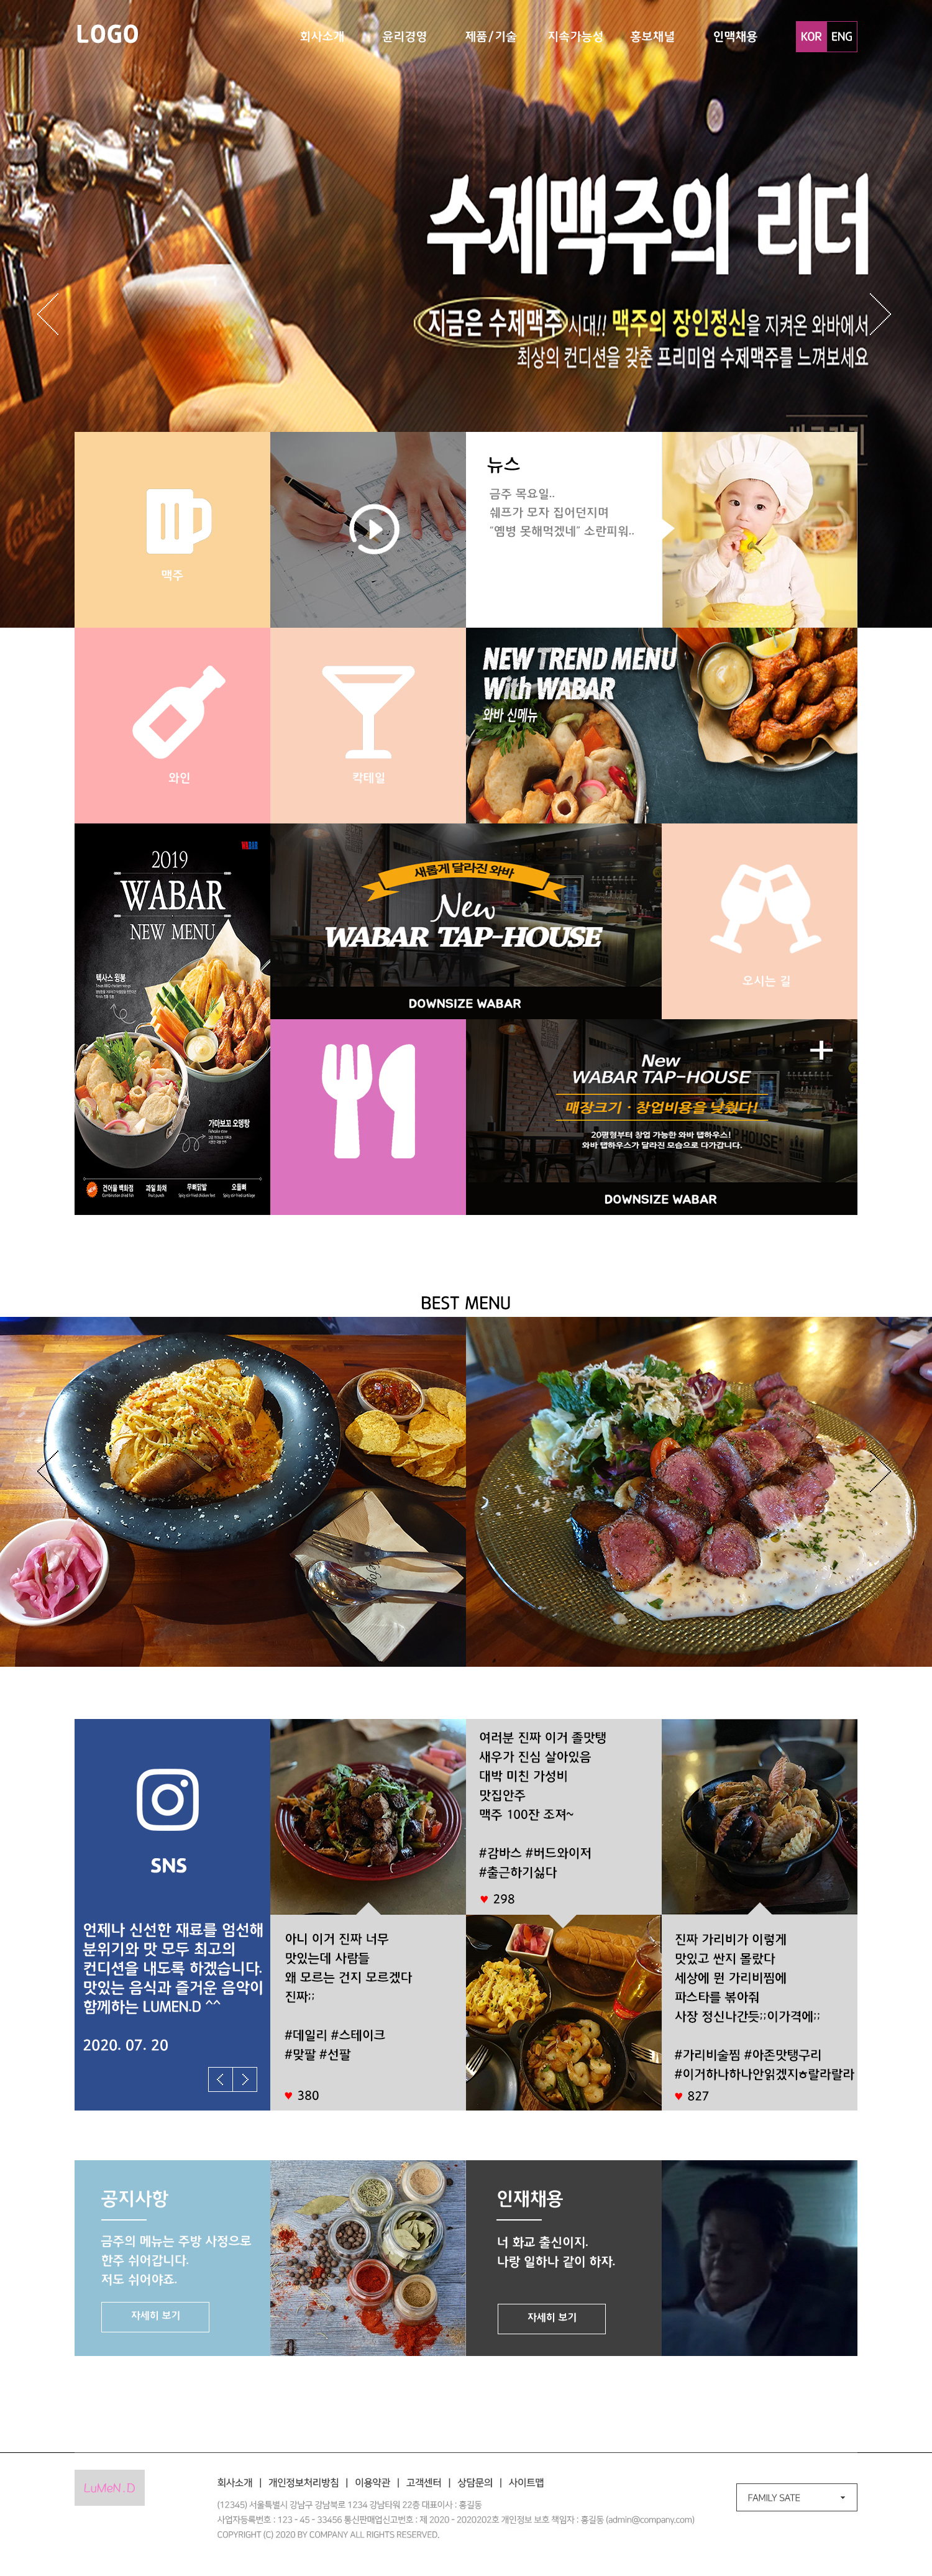 LOGO
회사소개 윤리경영 제품/기술 지속가능성 홍보채널 인맥채용 KOR ENG
수제맥주의 리더
지금은 수제맥주 시대!! 맥주의 장인정신을 지켜온 와바에서
최상의 컨디션을 갖춘 프리미엄 수제맥주를 느껴보세요
맥주
뉴스
금주 목요일..
쉐프가 모자 집어던지며
"염병 못해먹겠네" 소란피워..
와인
칵테일
NEW TREND MENU
With WABAR
와바 신메뉴
WABAR
2019
WABAR
NEW MENU
텍사스 윙봉
가마보꼬 오뎅탕
건어물 백화점 과일 화채 무뼈닭발 오돌뼈
새롭게 달라진 와바
New
WABAR TAP-HOUSE
DOWNSIZE WABAR
오시는 길
New
WABAR TAP-HOUSE
매장크기 · 창업비용을 낮췄다!
20평형부터 창업 가능한 와바 탭하우스!
와바 탭하우스가 달라진 모습으로 다가갑니다.
DOWNSIZE WABAR
BEST MENU
SNS
언제나 신선한 재료를 엄선해
분위기와 맛 모두 최고의
컨디션을 내도록 하겠습니다.
맛있는 음식과 즐거운 음악이
함께하는 LUMEN.D ^^
2020. 07. 20
아니 이거 진짜 너무
맛있는데 사람들
왜 모르는 건지 모르겠다
진짜;;
#데일리 #스테이크
#맞팔 #선팔
♥ 380
여러분 진짜 이거 졸맛탱
새우가 진심 살아있음
대박 미친 가성비
맛집안주
맥주 100잔 조져~
#감바스 #버드와이저
#출근하기싫다
♥ 298
진짜 가리비가 이렇게
맛있고 싼지 몰랐다
세상에 뭔 가리비찜에
파스타를 볶아줘
사장 정신나간듯;;이가격에;;
#가리비술찜 #아존맛탱구리
#이거하나하나안읽겠지ㅎ랄라랄라
♥ 827
공지사항
금주의 메뉴는 주방 사정으로
한주 쉬어갑니다.
저도 쉬어야죠.
자세히 보기
인재채용
너 화교 출신이지.
나랑 일하나 같이 하자.
자세히 보기
LuMeN.D
회사소개 | 개인정보처리방침 | 이용약관 | 고객센터 | 상담문의 | 사이트맵
(12345) 서울특별시 강남구 강남북로 1234 강남타워 22층 대표이사 : 홍길동
사업자등록번호 : 123 - 45 - 33456 통신판매업신고번호 : 제 2020 - 2020202호 개인정보 보호 책임자 : 홍길동 (admin@company.com)
COPYRIGHT (C) 2020 BY COMPANY ALL RIGHTS RESERVED.
FAMILY SATE